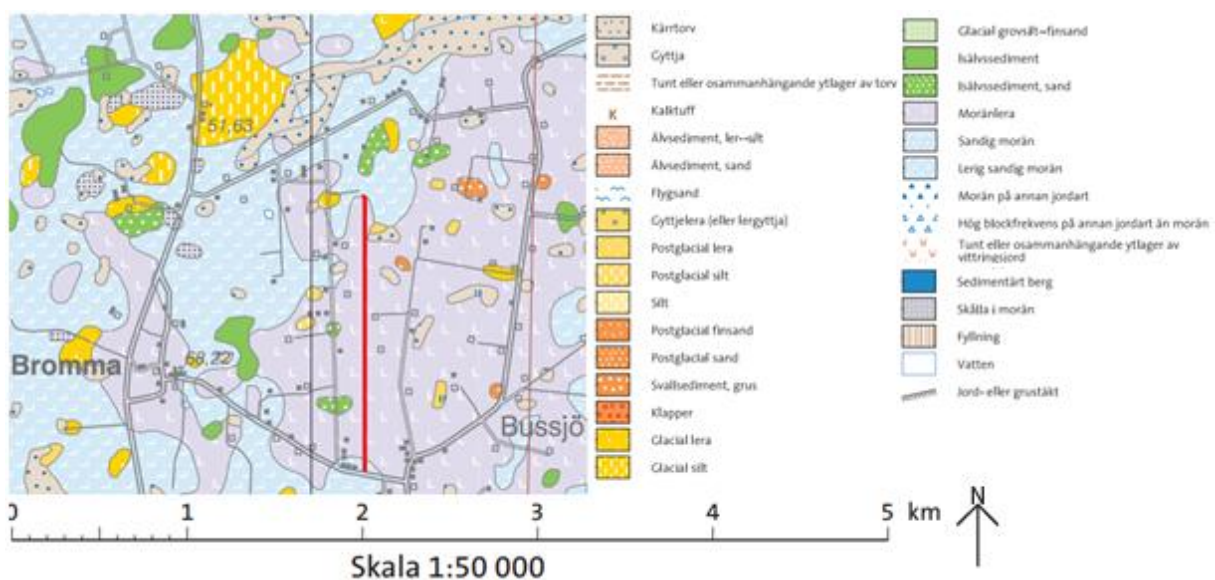 51,63
68,22
Bromma
Bussjö
Kärrtorv
Gyttja
Tunt eller osammanhängande ytlager av torv
K Kalktuff
Älvsediment, ler--silt
Älvsediment, sand
Flygsand
Gyttjelera (eller lergyttja)
Postglacial lera
Postglacial silt
Silt
Postglacial finsand
Postglacial sand
Svallsediment, grus
Klapper
Glacial lera
Glacial silt
Glacial grovsilt--finsand
Isälvssediment
Isälvssediment, sand
Moränlera
Sandig morän
Lerig sandig morän
Morän på annan jordart
Hög blockfrekvens på annan jordart än morän
Tunt eller osammanhängande ytlager av
vittringsjord
Sedimentärt berg
Skålla i morän
Fyllning
Vatten
Jord- eller grustäkt
0 1 2 3 4 5 km
N
Skala 1:50 000